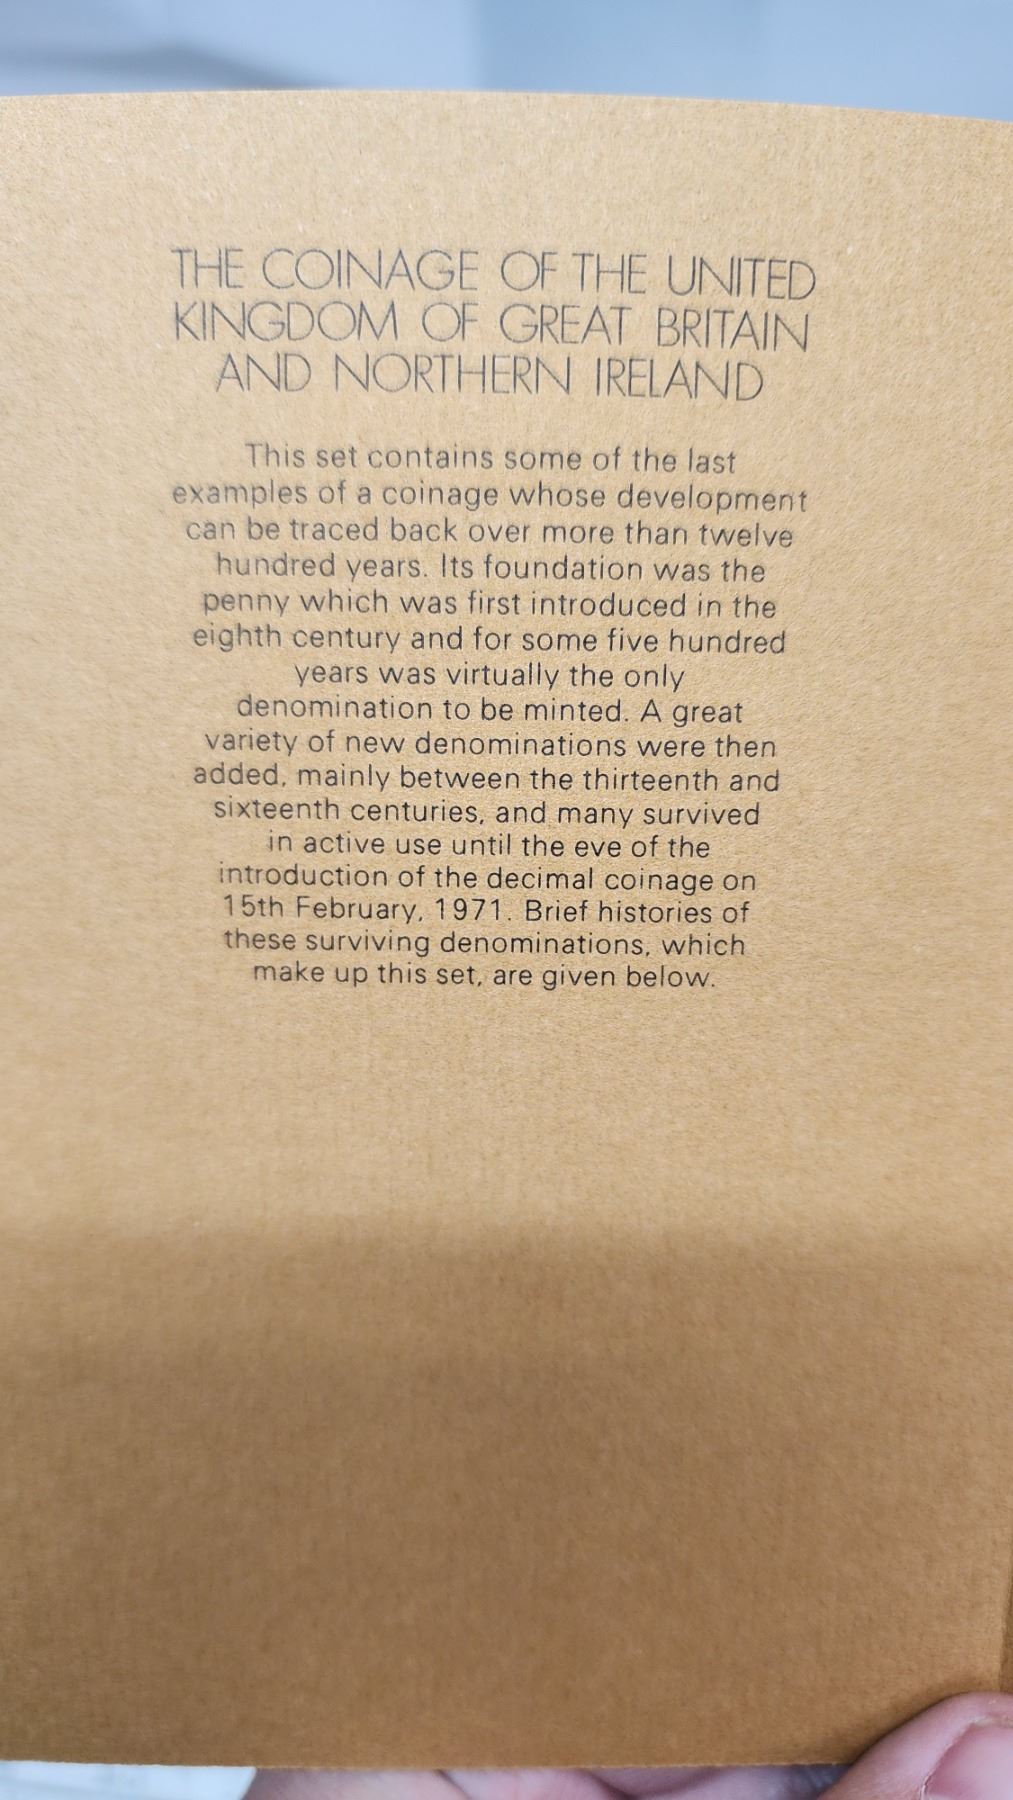 THE COINAGE OF THE UNITED
KINGDOM OF GREAT BRITAIN
AND NORTHERN IRELAND
This set contains some of the last
examples of a coinage whose development
can be traced back over more than twelve
hundred years. Its foundation was the
penny which was first introduced in the
eighth century and for some five hundred
years was virtually the only
denomination to be minted. A great
variety of new denominations were then
added, mainly between the thirteenth and
sixteenth centuries, and many survived
in active use until the eve of the
introduction of the decimal coinage on
15th February, 1971. Brief histories of
these surviving denominations, which
make up this set, are given below.